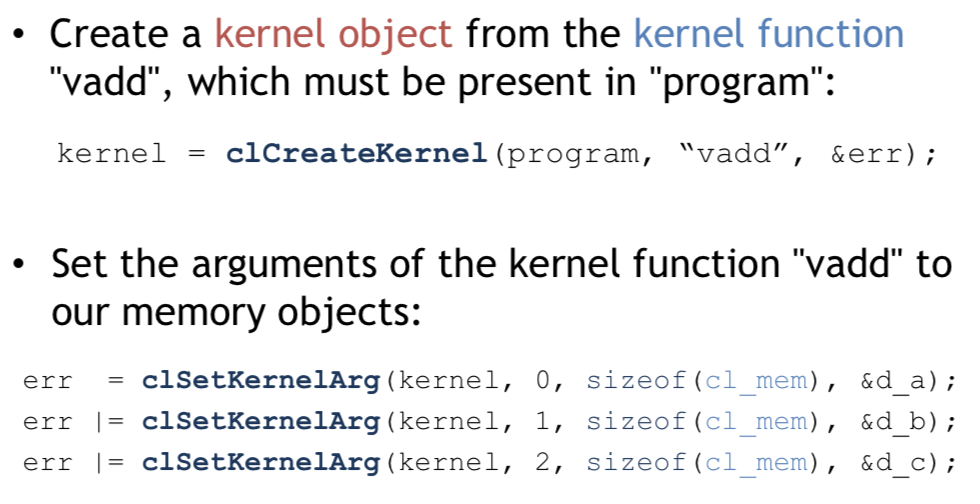 • Create a kernel object from the kernel function
"vadd", which must be present in "program":
kernel = clCreateKernel(program, “vadd”, &err);
• Set the arguments of the kernel function "vadd" to
our memory objects:
err  = clSetKernelArg(kernel, 0, sizeof(cl_mem), &d_a);
err |= clSetKernelArg(kernel, 1, sizeof(cl_mem), &d_b);
err |= clSetKernelArg(kernel, 2, sizeof(cl_mem), &d_c);